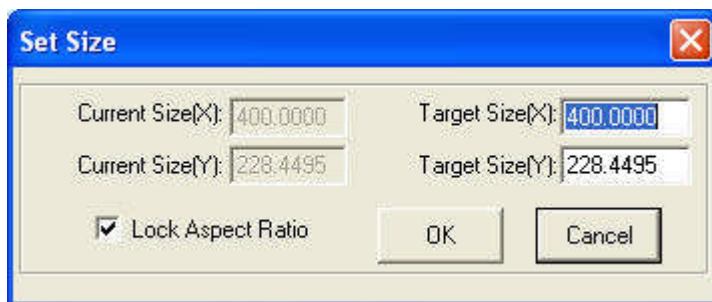 Set Size
Current Size(X): 400.0000 Target Size(X): 400.0000
Current Size(Y): 228.4495 Target Size(Y): 228.4495
Lock Aspect Ratio OK Cancel